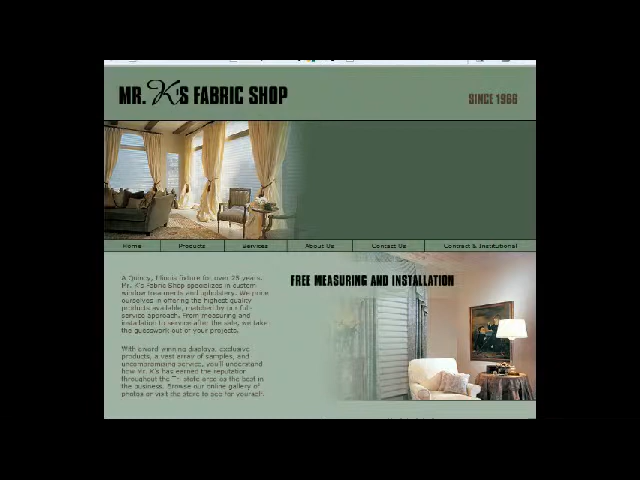 MR. K'S FABRIC SHOP
SINCE 1966
Home Products Services About Us Contact Us Contract & Institutional
FREE MEASURING AND INSTALLATION
A Quincy, Illinois fixture for over 25 years,
Mr. K's Fabric Shop specializes in custom
window treatments and upholstery. We pride
ourselves in offering the highest quality
products available, matched by our full-
service approach. From measuring and
installation to service after the sale, we take
the guesswork out of your projects.
With award winning displays, exclusive
products, a vast array of samples, and
uncompromising service, you'll understand
how Mr. K's has earned the reputation
throughout the Tri-state area as the best in
the business. Browse our online gallery of
photos or visit the store to see for yourself.